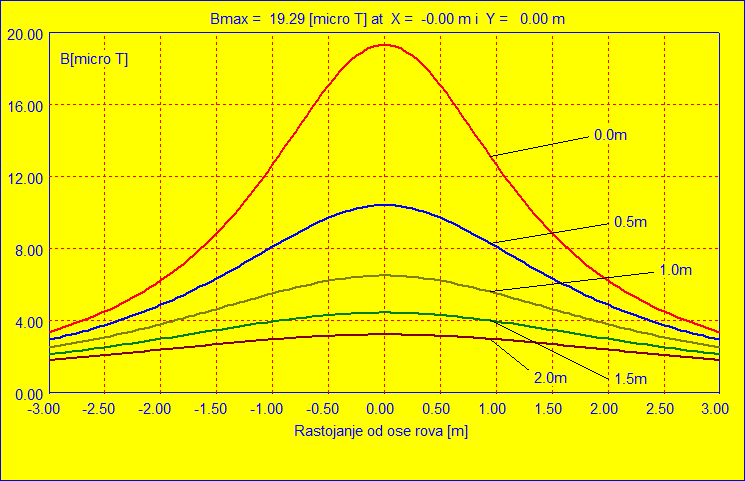 Bmax = 19.29 [micro T] at X = -0.00 m i Y = 0.00 m
20.00
B[micro T]
16.00
0.0m
12.00
0.5m
8.00
1.0m
4.00
2.0m
1.5m
0.00
-3.00 -2.50 -2.00 -1.50 -1.00 -0.50 0.00 0.50 1.00 1.50 2.00 2.50 3.00
Rastojanje od ose rova [m]